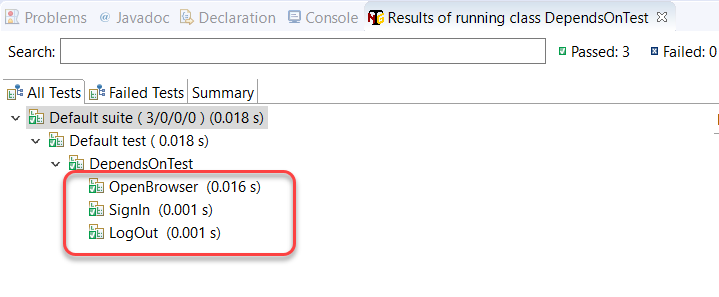 Problems @ Javadoc Declaration Console Results of running class DependsOnTest
Search: Passed: 3 Failed: 0
All Tests Failed Tests Summary
Default suite ( 3/0/0/0 ) (0.018 s)
Default test ( 0.018 s)
DependsOnTest
OpenBrowser (0.016 s)
SignIn (0.001 s)
LogOut (0.001 s)